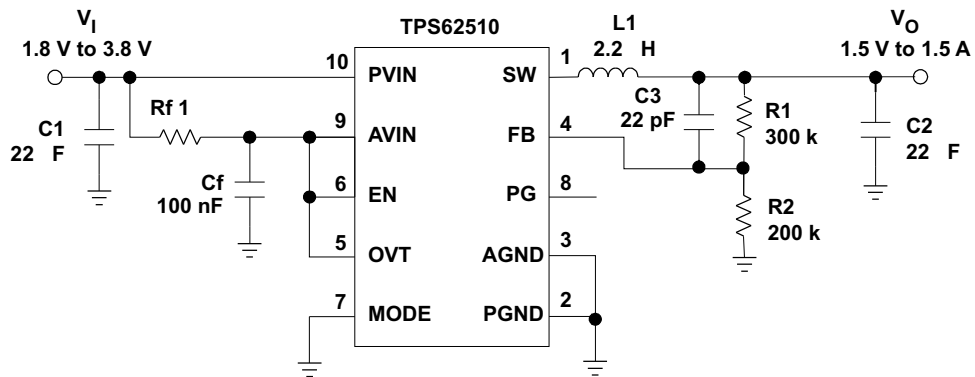 TPS62510
V_I
1.8 V to 3.8 V
V_O
1.5 V to 1.5 A
L1
2.2 H
10
PVIN
SW
1
Rf 1
C1
22 F
9
AVIN
FB
4
C3
22 pF
R1
300 k
C2
22 F
Cf
100 nF
6
EN
PG
8
R2
200 k
5
OVT
AGND
3
7
MODE
PGND
2